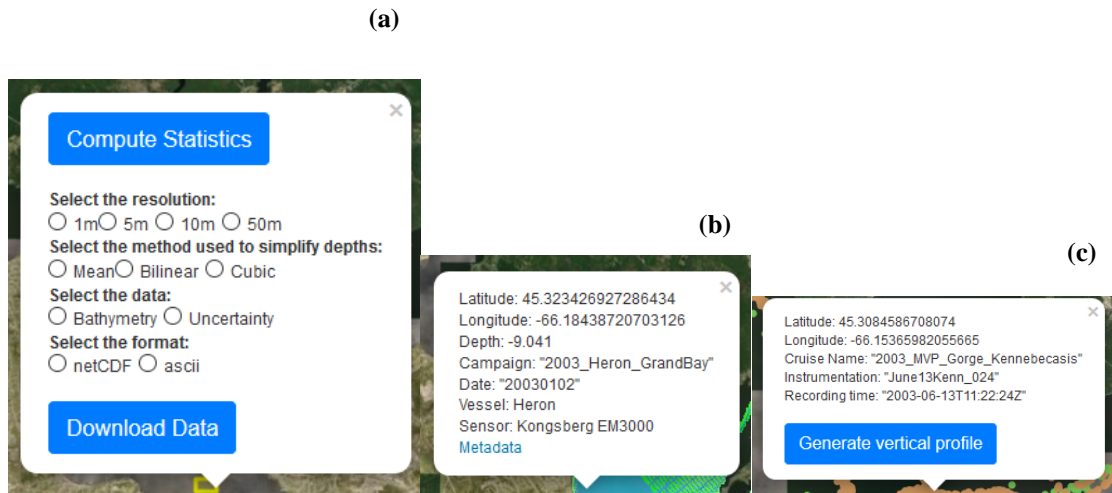 (a)
×
Compute Statistics
Select the resolution:
1m 5m 10m 50m
Select the method used to simplify depths:
Mean Bilinear Cubic
Select the data:
Bathymetry Uncertainty
Select the format:
netCDF ascii
Download Data
(b)
×
Latitude: 45.323426927286434
Longitude: -66.18438720703126
Depth: -9.041
Campaign: "2003_Heron_GrandBay"
Date: "20030102"
Vessel: Heron
Sensor: Kongsberg EM3000
Metadata
(c)
×
Latitude: 45.3084586708074
Longitude: -66.15365982055665
Cruise Name: "2003_MVP_Gorge_Kennebecasis"
Instrumentation: "June13Kenn_024"
Recording time: "2003-06-13T11:22:24Z"
Generate vertical profile